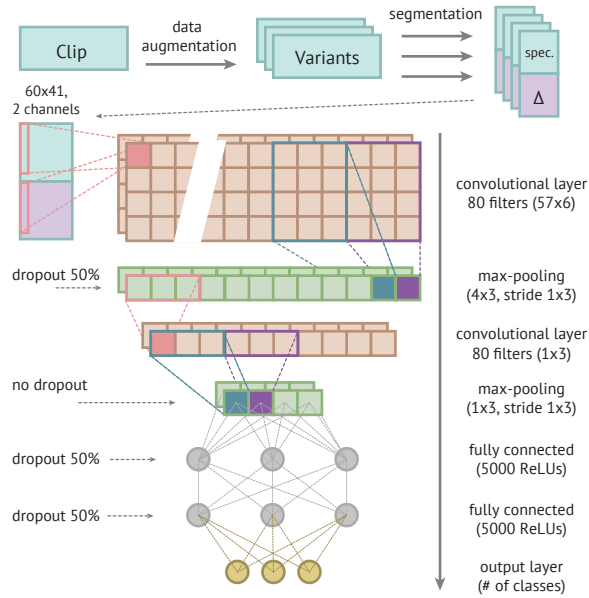 Clip
data
augmentation
Variants
segmentation
spec.
Δ
60x41,
2 channels
convolutional layer
80 filters (57x6)
dropout 50%
max-pooling
(4x3, stride 1x3)
convolutional layer
80 filters (1x3)
no dropout
max-pooling
(1x3, stride 1x3)
dropout 50%
fully connected
(5000 ReLUs)
dropout 50%
fully connected
(5000 ReLUs)
output layer
(# of classes)